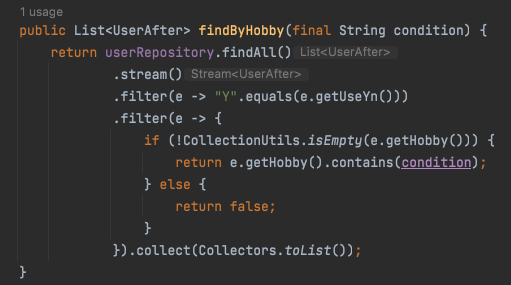 1 usage
public List<UserAfter> findByHobby(final String condition) {
    return userRepository.findAll() List<UserAfter>
            .stream() Stream<UserAfter>
            .filter(e -> "Y".equals(e.getUseYn()))
            .filter(e -> {
                if (!CollectionUtils.isEmpty(e.getHobby())) {
                    return e.getHobby().contains(condition);
                } else {
                    return false;
                }
            }).collect(Collectors.toList());
}